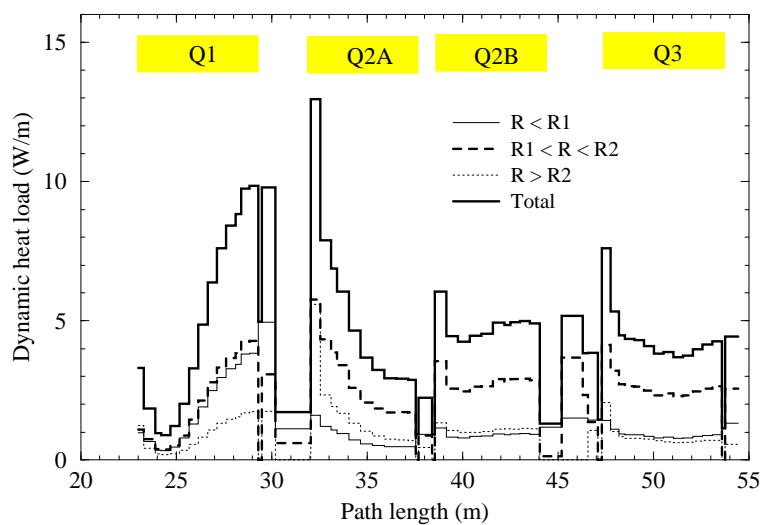 Q1 Q2A Q2B Q3
15
10
5
0
Dynamic heat load (W/m)
R < R1
R1 < R < R2
R > R2
Total
20 25 30 35 40 45 50 55
Path length (m)